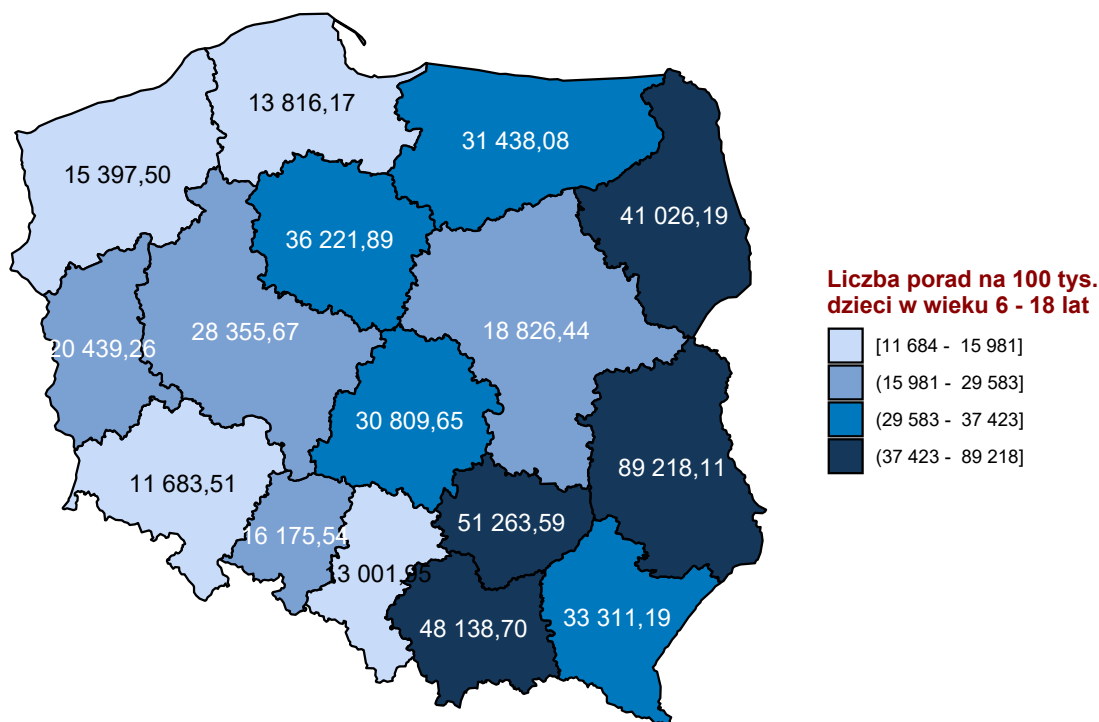 13 816,17
31 438,08
15 397,50
41 026,19
36 221,89
Liczba porad na 100 tys.
dzieci w wieku 6 - 18 lat
28 355,67
18 826,44
20 439,26
[11 684 - 15 981]
(15 981 - 29 583]
(29 583 - 37 423]
(37 423 - 89 218]
30 809,65
89 218,11
11 683,51
51 263,59
16 175,54
3 001,95
33 311,19
48 138,70